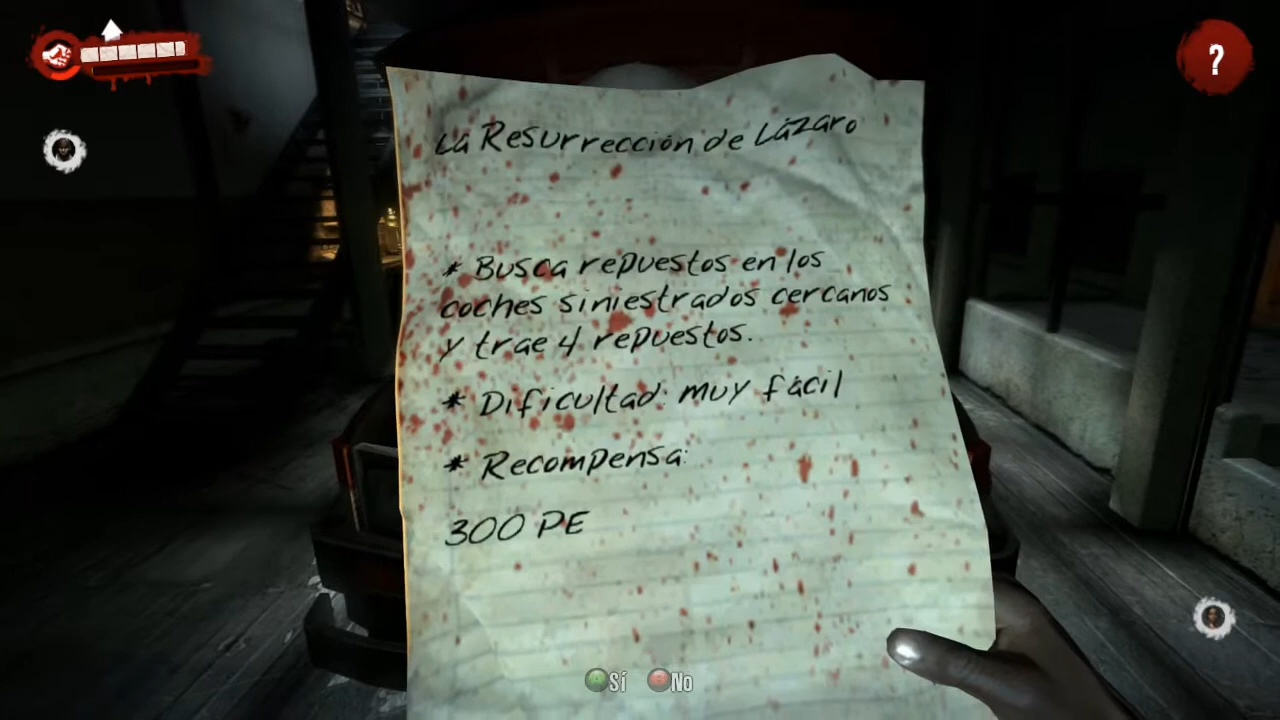 ?
La Resurrección de Lázaro
* Busca repuestos en los
coches siniestrados cercanos
y trae 4 repuestos.
* Dificultad: muy fácil
* Recompensa:
300 PE
Sí No